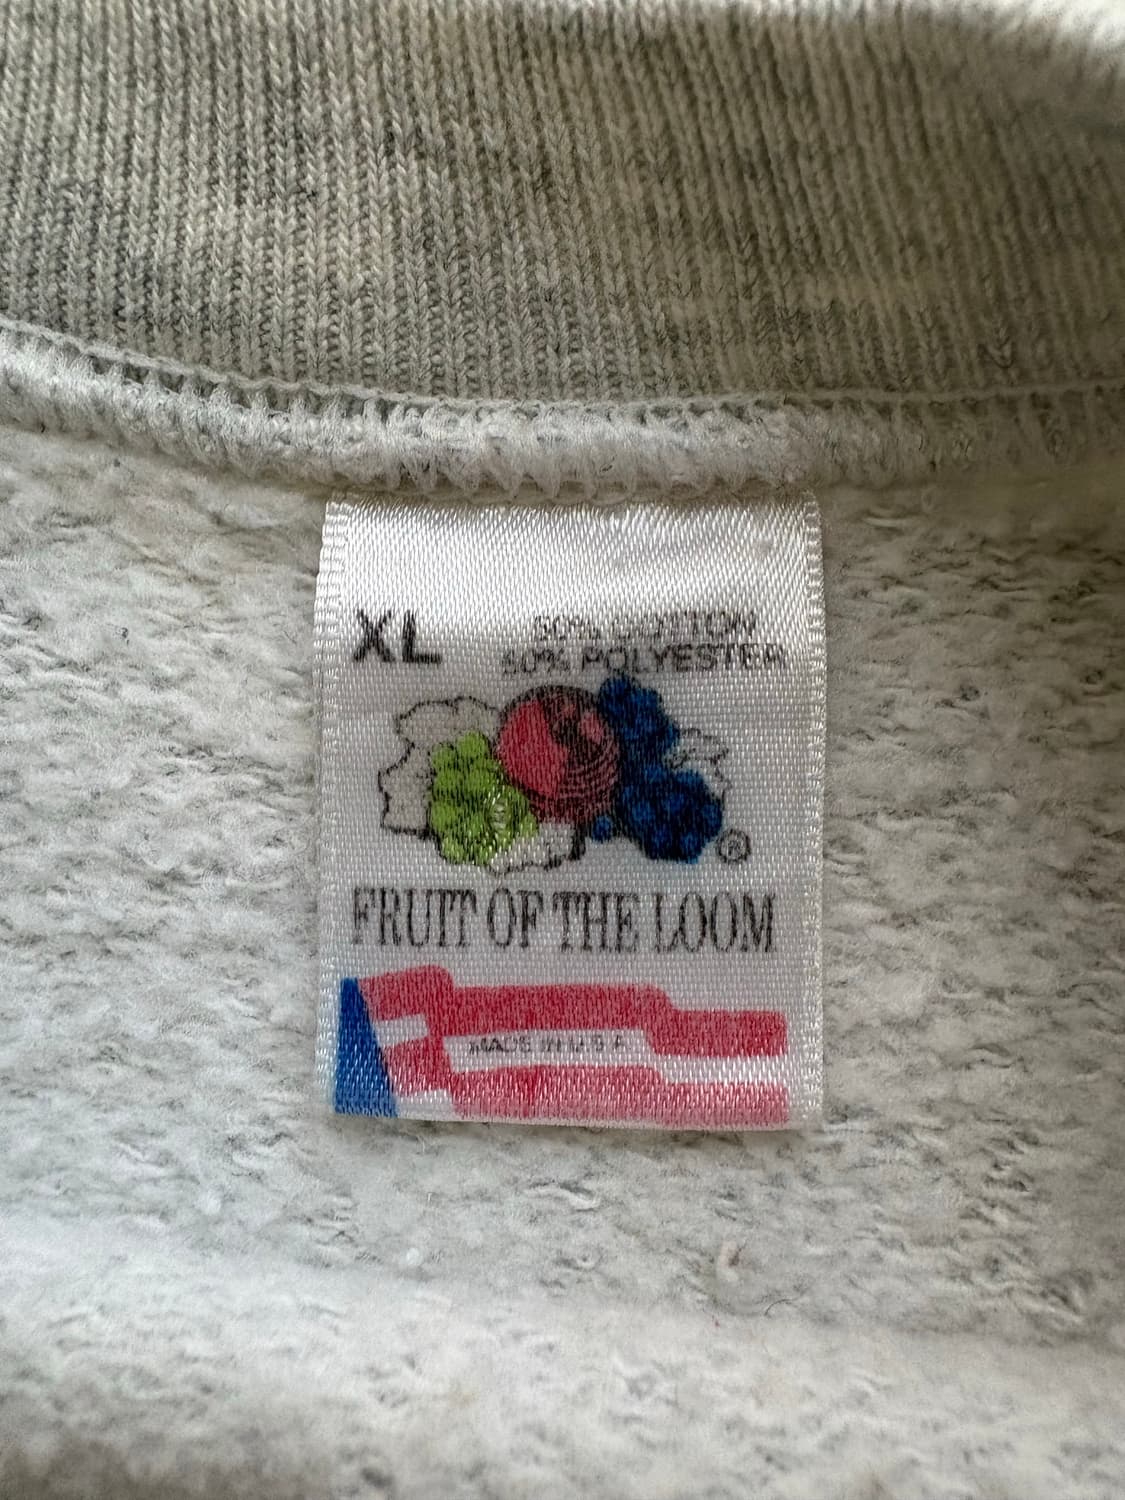 XL
50% COTTON
50% POLYESTER
®
FRUIT OF THE LOOM
MADE IN U.S.A